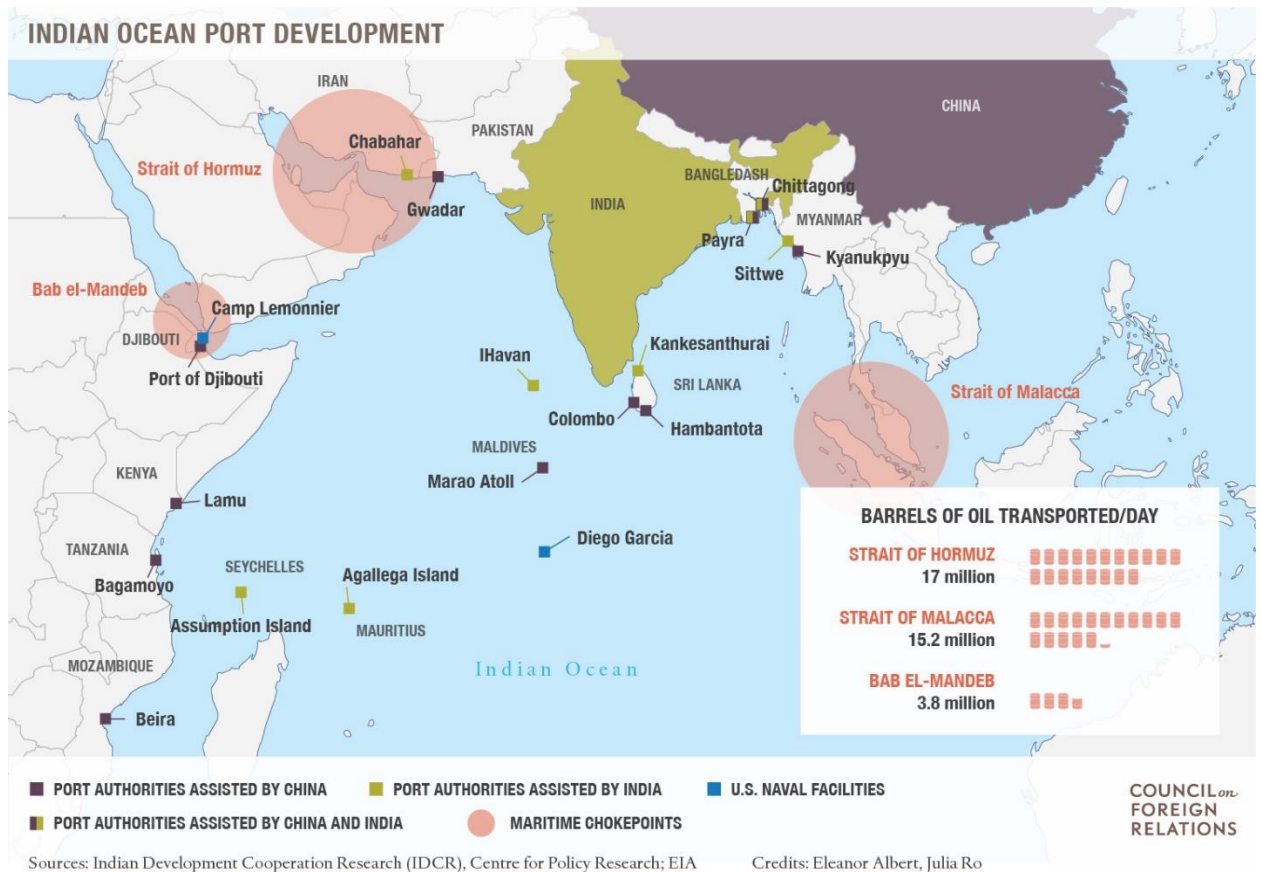 INDIAN OCEAN PORT DEVELOPMENT
IRAN
CHINA
PAKISTAN
Chabahar
Strait of Hormuz
BANGLEDASH
Chittagong
Gwadar
INDIA
MYANMAR
Payra
Kyanukpyu
Sittwe
Bab el-Mandeb
Camp Lemonnier
DJIBOUTI
Port of Djibouti
IHavan
Kankesanthurai
SRI LANKA
Strait of Malacca
Colombo
Hambantota
MALDIVES
Marao Atoll
KENYA
Lamu
Diego Garcia
TANZANIA
Bagamoyo
SEYCHELLES
Agallega Island
Assumption Island
MAURITIUS
MOZAMBIQUE
Indian Ocean
Beira
BARRELS OF OIL TRANSPORTED/DAY
STRAIT OF HORMUZ
17 million
STRAIT OF MALACCA
15.2 million
BAB EL-MANDEB
3.8 million
PORT AUTHORITIES ASSISTED BY CHINA
PORT AUTHORITIES ASSISTED BY INDIA
U.S. NAVAL FACILITIES
PORT AUTHORITIES ASSISTED BY CHINA AND INDIA
MARITIME CHOKEPOINTS
COUNCIL on
FOREIGN
RELATIONS
Sources: Indian Development Cooperation Research (IDCR), Centre for Policy Research; EIA
Credits: Eleanor Albert, Julia Ro